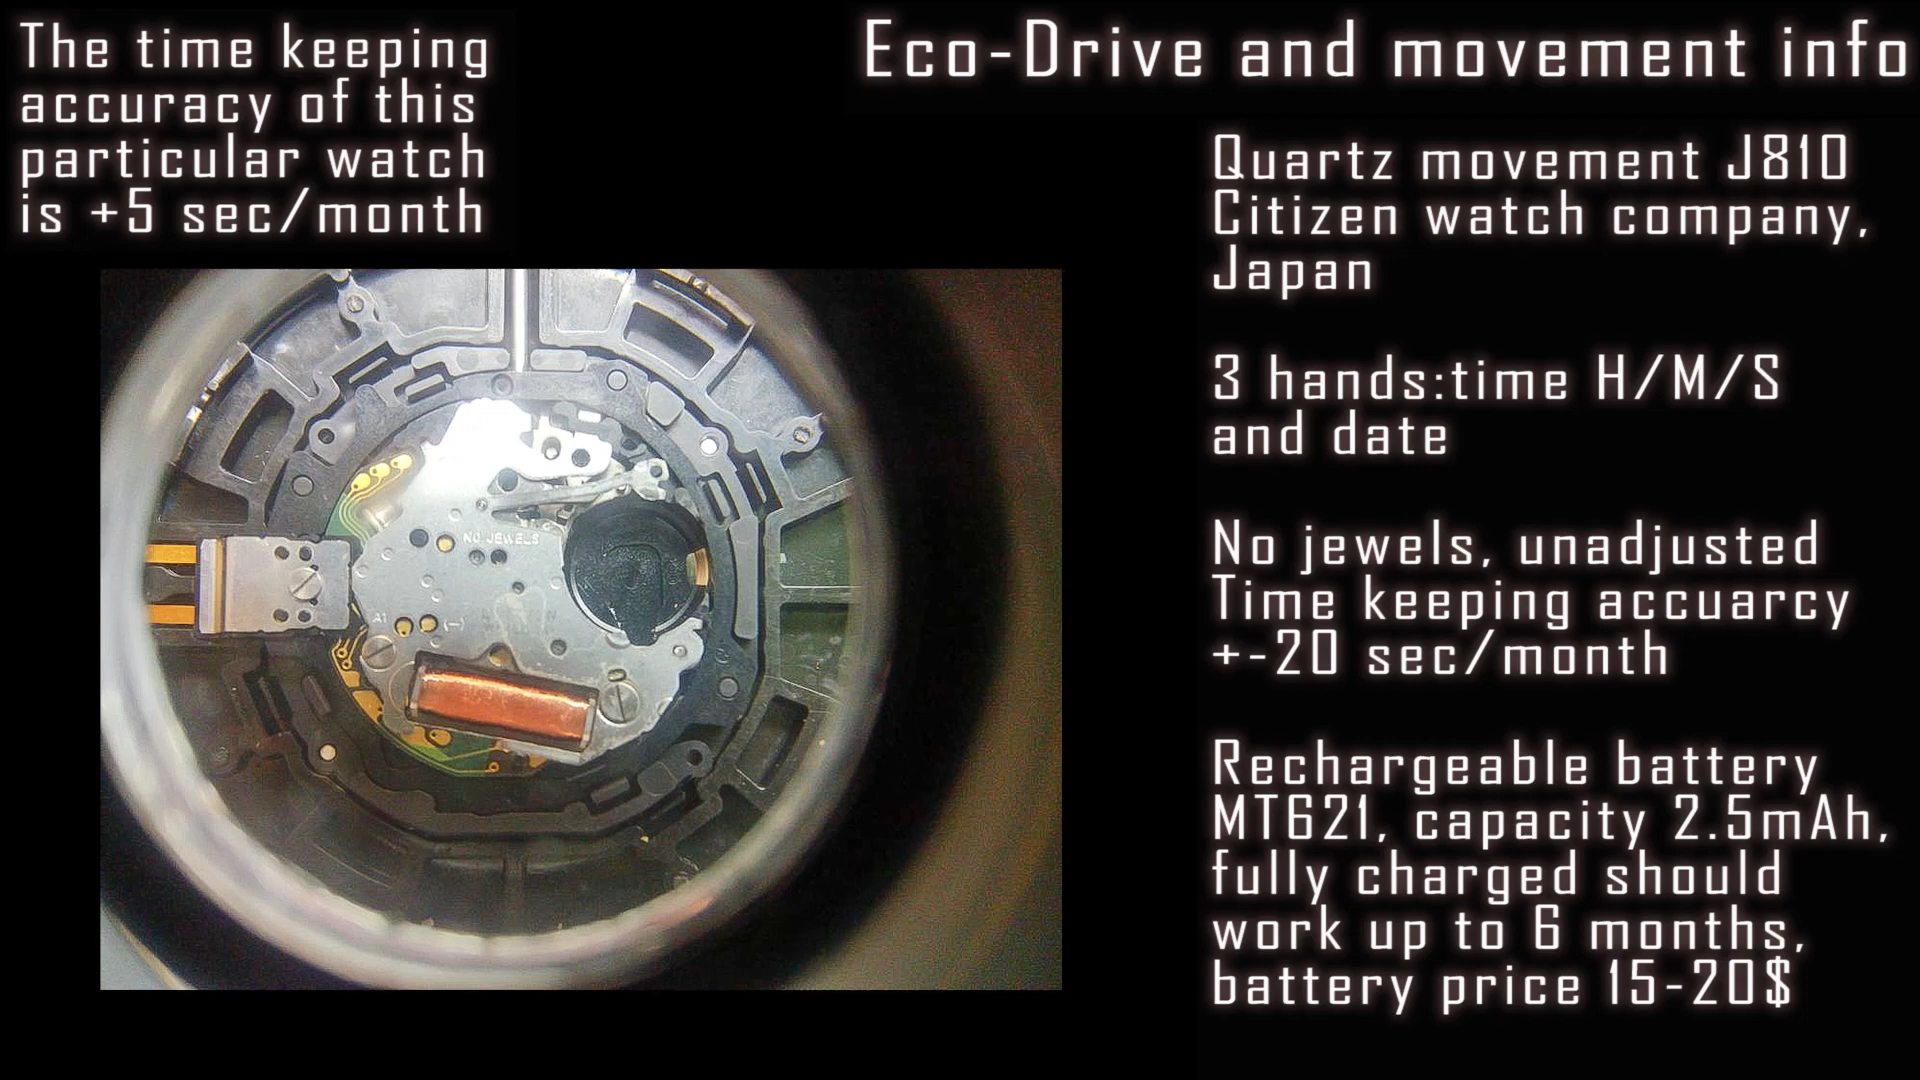 The time keeping
accuracy of this
particular watch
is +5 sec/month
Eco-Drive and movement info
Quartz movement J810
Citizen watch company,
Japan
3 hands:time H/M/S
and date
No jewels, unadjusted
Time keeping accuarcy
+-20 sec/month
Rechargeable battery
MT621, capacity 2.5mAh,
fully charged should
work up to 6 months,
battery price 15-20$
NO JEWELS
A1 (-)